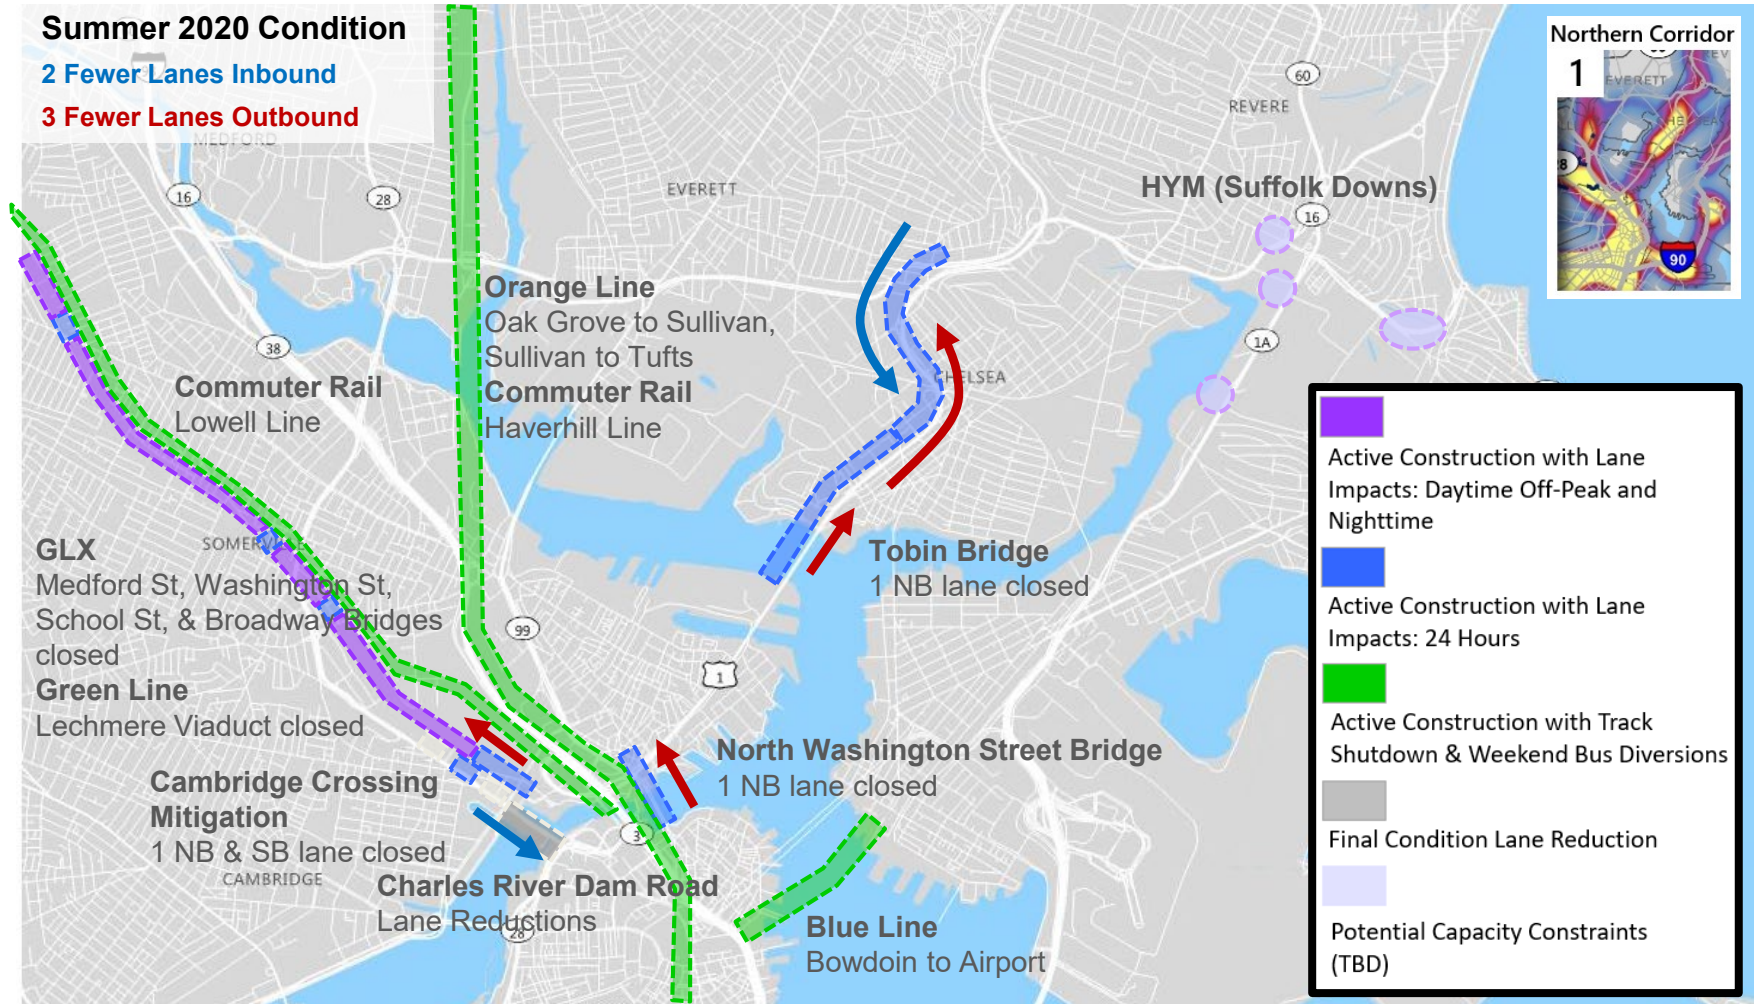 Summer 2020 Condition
2 Fewer Lanes Inbound
3 Fewer Lanes Outbound
MEDFORD
16
28
60
REVERE
EVERETT
HYM (Suffolk Downs)
16
Northern Corridor
1
EVERETT
90
Orange Line
Oak Grove to Sullivan,
Sullivan to Tufts
Commuter Rail
Haverhill Line
38
Commuter Rail
Lowell Line
1A
CHELSEA
GLX
Medford St, Washington St,
School St, & Broadway Bridges
closed
SOMERVILLE
Green Line
Lechmere Viaduct closed
99
1
Tobin Bridge
1 NB lane closed
North Washington Street Bridge
1 NB lane closed
Cambridge Crossing
Mitigation
1 NB & SB lane closed
CAMBRIDGE
3
Charles River Dam Road
Lane Reductions
28
Blue Line
Bowdoin to Airport
Active Construction with Lane
Impacts: Daytime Off-Peak and
Nighttime
Active Construction with Lane
Impacts: 24 Hours
Active Construction with Track
Shutdown & Weekend Bus Diversions
Final Condition Lane Reduction
Potential Capacity Constraints
(TBD)